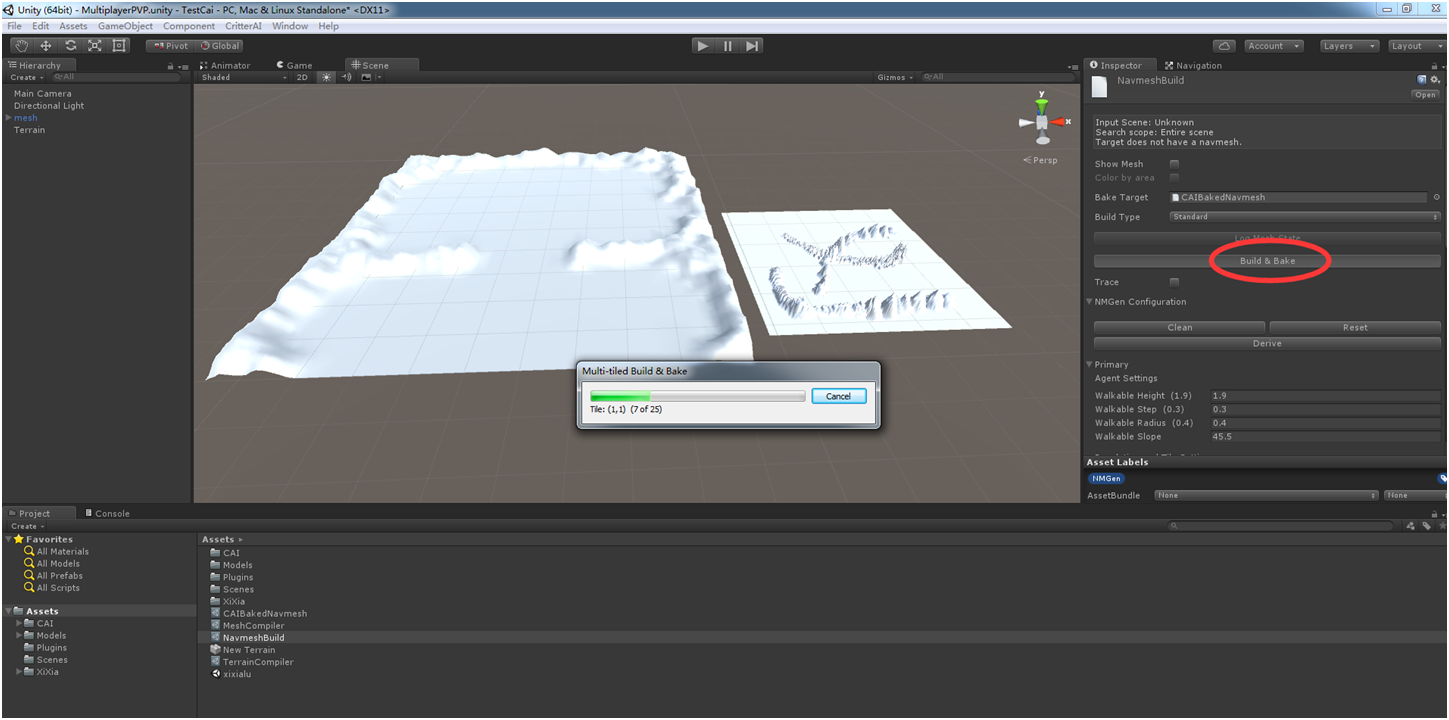 Unity (64bit) - MultiplayerPVP.unity - TestCai - PC, Mac & Linux Standalone* <DX11>
File Edit Assets GameObject Component CritterAI Window Help
Pivot Global Account Layers Layout
Hierarchy
Create All
Main Camera
Directional Light
mesh
Terrain
Animator Game Scene
Shaded 2D Gizmos All
y
x
Persp
Multi-tiled Build & Bake
Cancel
Tile: (1,1) (7 of 25)
Inspector Navigation
NavmeshBuild
Open
Input Scene: Unknown
Search scope: Entire scene
Target does not have a navmesh.
Show Mesh
Color by area
Bake Target CAIBakedNavmesh
Build Type Standard
Log Mesh State
Build & Bake
Trace
NMGen Configuration
Clean Reset
Derive
Primary
Agent Settings
Walkable Height (1.9) 1.9
Walkable Step (0.3) 0.3
Walkable Radius (0.4) 0.4
Walkable Slope 45.5
Asset Labels
NMGen
AssetBundle None None
Project Console
Create
Favorites
All Materials
All Models
All Prefabs
All Scripts
Assets
CAI
Models
Plugins
Scenes
XiXia
Assets
CAI
Models
Plugins
Scenes
XiXia
CAIBakedNavmesh
MeshCompiler
NavmeshBuild
New Terrain
TerrainCompiler
xixialu